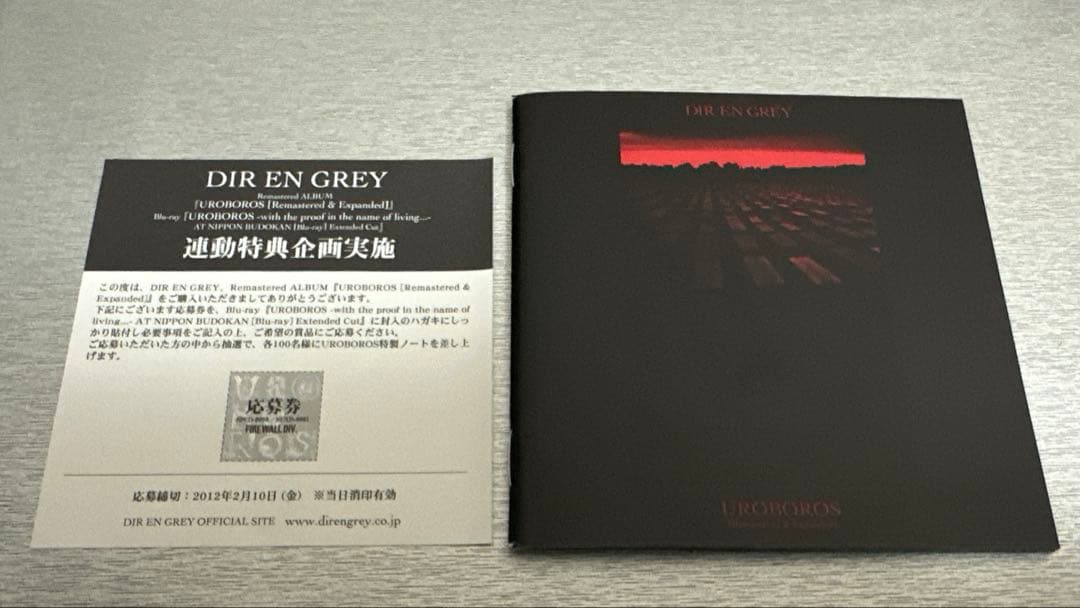 DIR EN GREY
Remastered ALBUM
『UROBOROS [Remastered & Expanded]』
Blu-ray『UROBOROS -with the proof in the name of living...-
AT NIPPON BUDOKAN [Blu-ray] Extended Cut』
連動特典企画実施
この度は、DIR EN GREY、Remastered ALBUM『UROBOROS [Remastered &
Expanded]』をご購入いただきましてありがとうございます。
下記にございます応募券を、Blu-ray『UROBOROS -with the proof in the name of
living...- AT NIPPON BUDOKAN [Blu-ray] Extended Cut』に封入のハガキにしっ
かり貼付し必要事項をご記入の上、ご希望の賞品にご応募ください。
ご応募いただいた方の中から抽選で、各100名様にUROBOROS特製ノートを差し上
げます。
応募券
FIREWALL DIV.
応募締切：2012年2月10日（金） ※当日消印有効
DIR EN GREY OFFICIAL SITE www.direngrey.co.jp
DIR EN GREY
UROBOROS
[Remastered & Expanded]